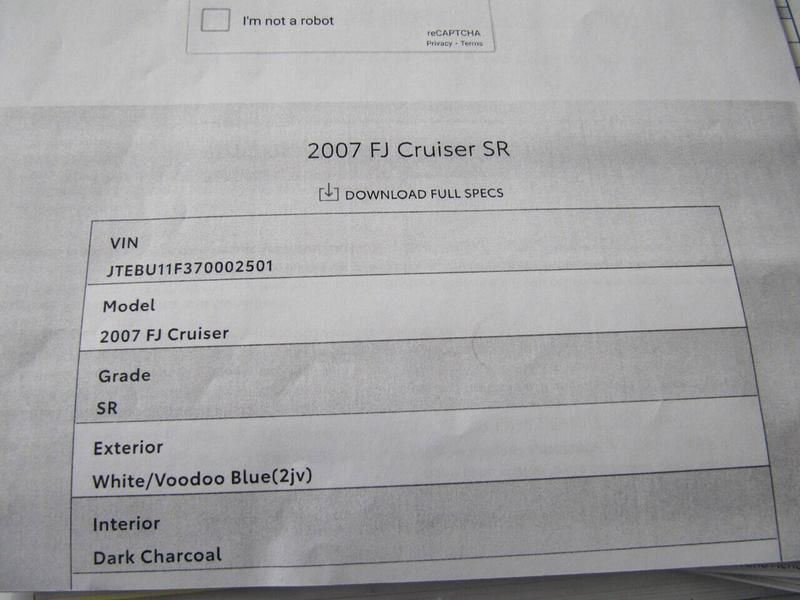 I'm not a robot
reCAPTCHA
Privacy - Terms
2007 FJ Cruiser SR
DOWNLOAD FULL SPECS
VIN
JTEBU11F370002501
Model
2007 FJ Cruiser
Grade
SR
Exterior
White/Voodoo Blue(2jv)
Interior
Dark Charcoal